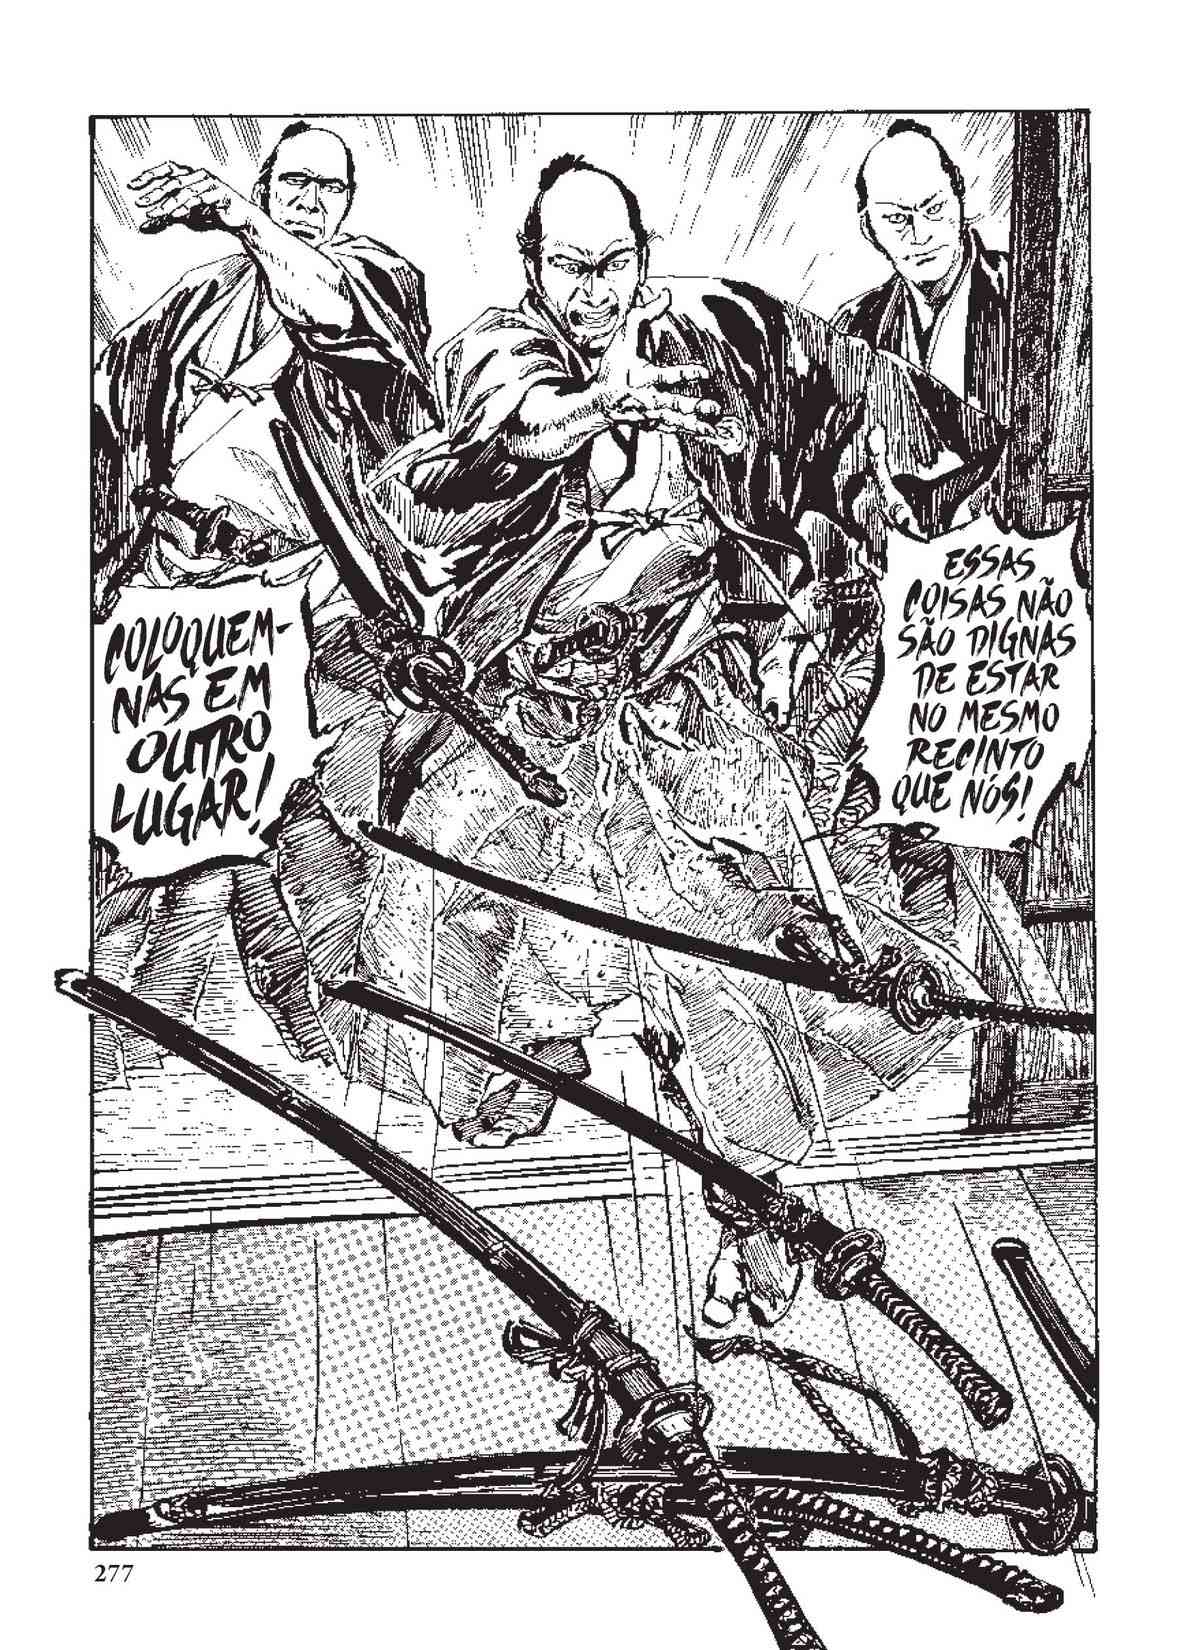 ESSAS
COISAS NÃO
SÃO DIGNAS
DE ESTAR
NO MESMO
RECINTO
QUE NÓS!
COLOQUEM-
NAS EM
OUTRO
LUGAR!
277